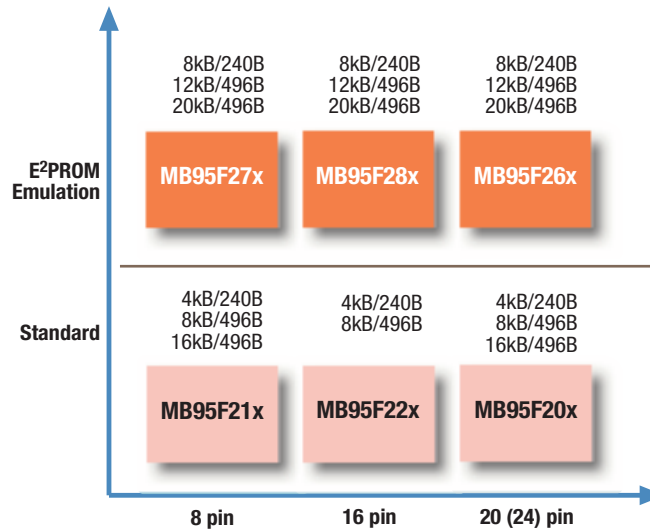 8kB/240B 8kB/240B 8kB/240B
12kB/496B 12kB/496B 12kB/496B
20kB/496B 20kB/496B 20kB/496B
E²PROM
Emulation
MB95F27x MB95F28x MB95F26x
4kB/240B 4kB/240B 4kB/240B
8kB/496B 8kB/496B 8kB/496B
16kB/496B 16kB/496B
Standard
MB95F21x MB95F22x MB95F20x
8 pin 16 pin 20 (24) pin